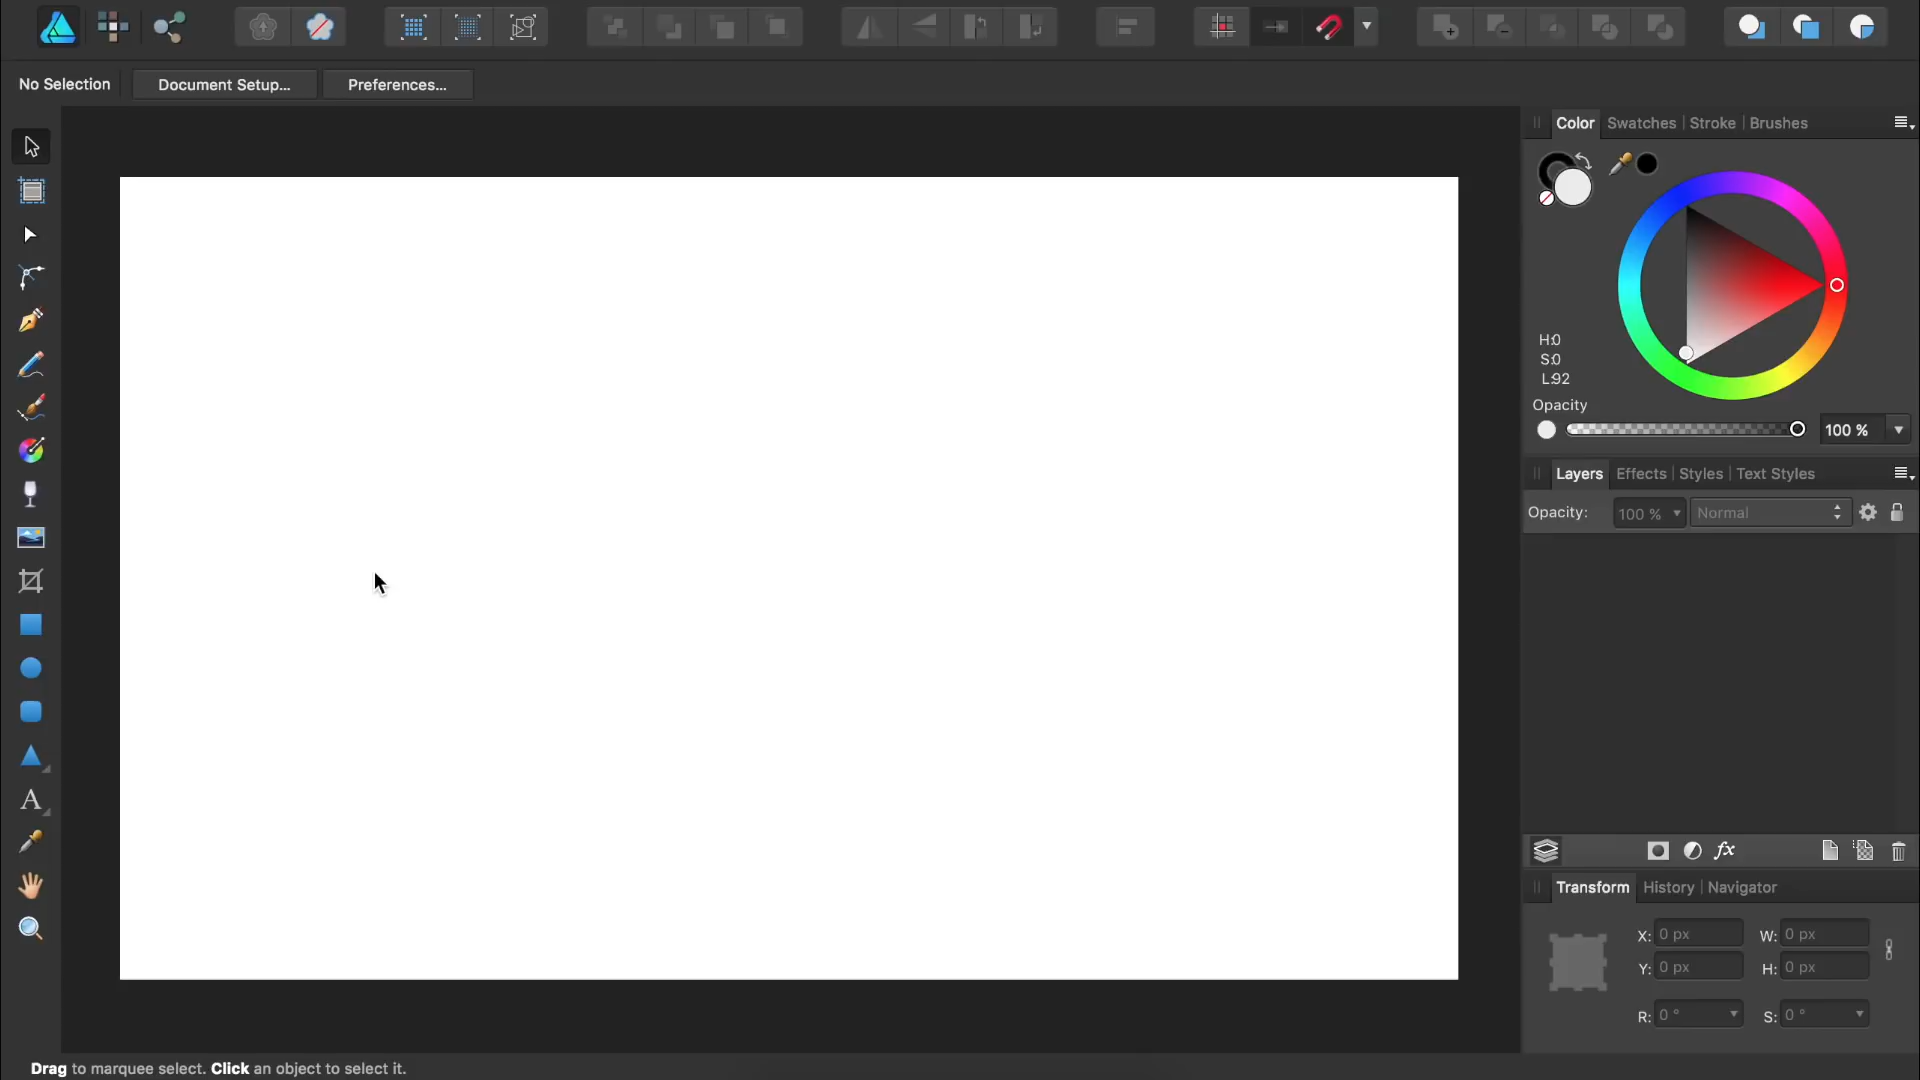 No Selection
Document Setup...
Preferences...
Color
Swatches
Stroke
Brushes
H:0
S:0
L:92
Opacity
100 %
Layers
Effects
Styles
Text Styles
Opacity:
100 %
Normal
fx
Transform
History
Navigator
X: 0 px
W: 0 px
Y: 0 px
H: 0 px
R: 0 °
S: 0 °
A
Drag to marquee select. Click an object to select it.